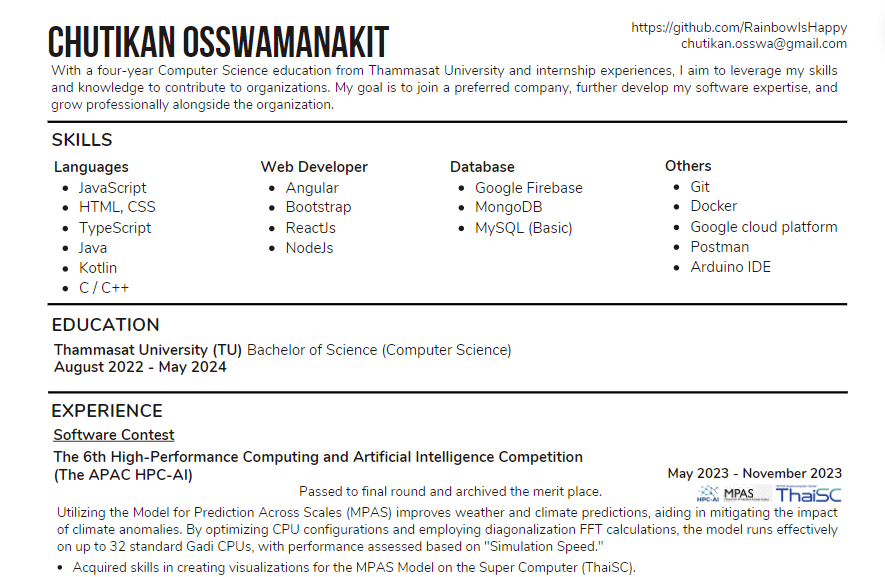 CHUTIKAN OSSWAMANAKIT
https://github.com/RainbowIsHappy
chutikan.osswa@gmail.com
With a four-year Computer Science education from Thammasat University and internship experiences, I aim to leverage my skills
and knowledge to contribute to organizations. My goal is to join a preferred company, further develop my software expertise, and
grow professionally alongside the organization.
SKILLS
Languages
• JavaScript
• HTML, CSS
• TypeScript
• Java
• Kotlin
• C / C++
Web Developer
• Angular
• Bootstrap
• ReactJs
• NodeJs
Database
• Google Firebase
• MongoDB
• MySQL (Basic)
Others
• Git
• Docker
• Google cloud platform
• Postman
• Arduino IDE
EDUCATION
Thammasat University (TU) Bachelor of Science (Computer Science)
August 2022 - May 2024
EXPERIENCE
Software Contest
The 6th High-Performance Computing and Artificial Intelligence Competition
(The APAC HPC-AI)
May 2023 - November 2023
Passed to final round and archived the merit place.
HPC-AI MPAS ThaiSC
Utilizing the Model for Prediction Across Scales (MPAS) improves weather and climate predictions, aiding in mitigating the impact
of climate anomalies. By optimizing CPU configurations and employing diagonalization FFT calculations, the model runs effectively
on up to 32 standard Gadi CPUs, with performance assessed based on "Simulation Speed."
• Acquired skills in creating visualizations for the MPAS Model on the Super Computer (ThaiSC).